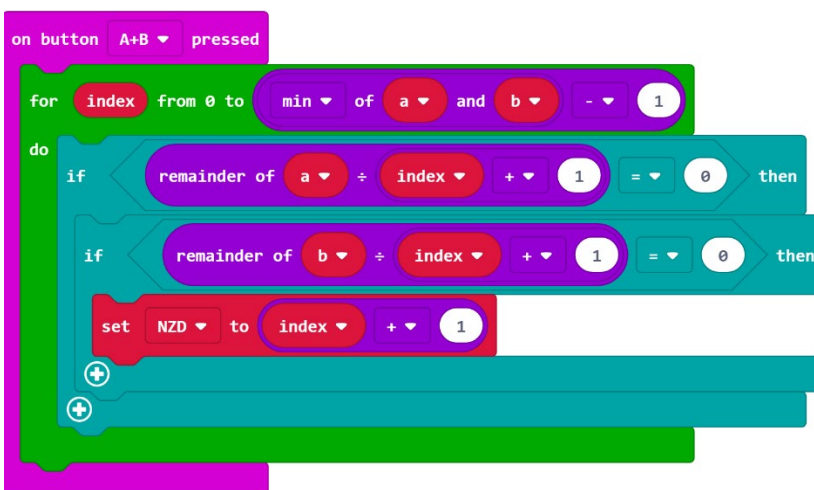 on button A+B pressed
for index from 0 to min of a and b - 1
do
if remainder of a ÷ index + 1 = 0 then
if remainder of b ÷ index + 1 = 0 then
set NZD to index + 1